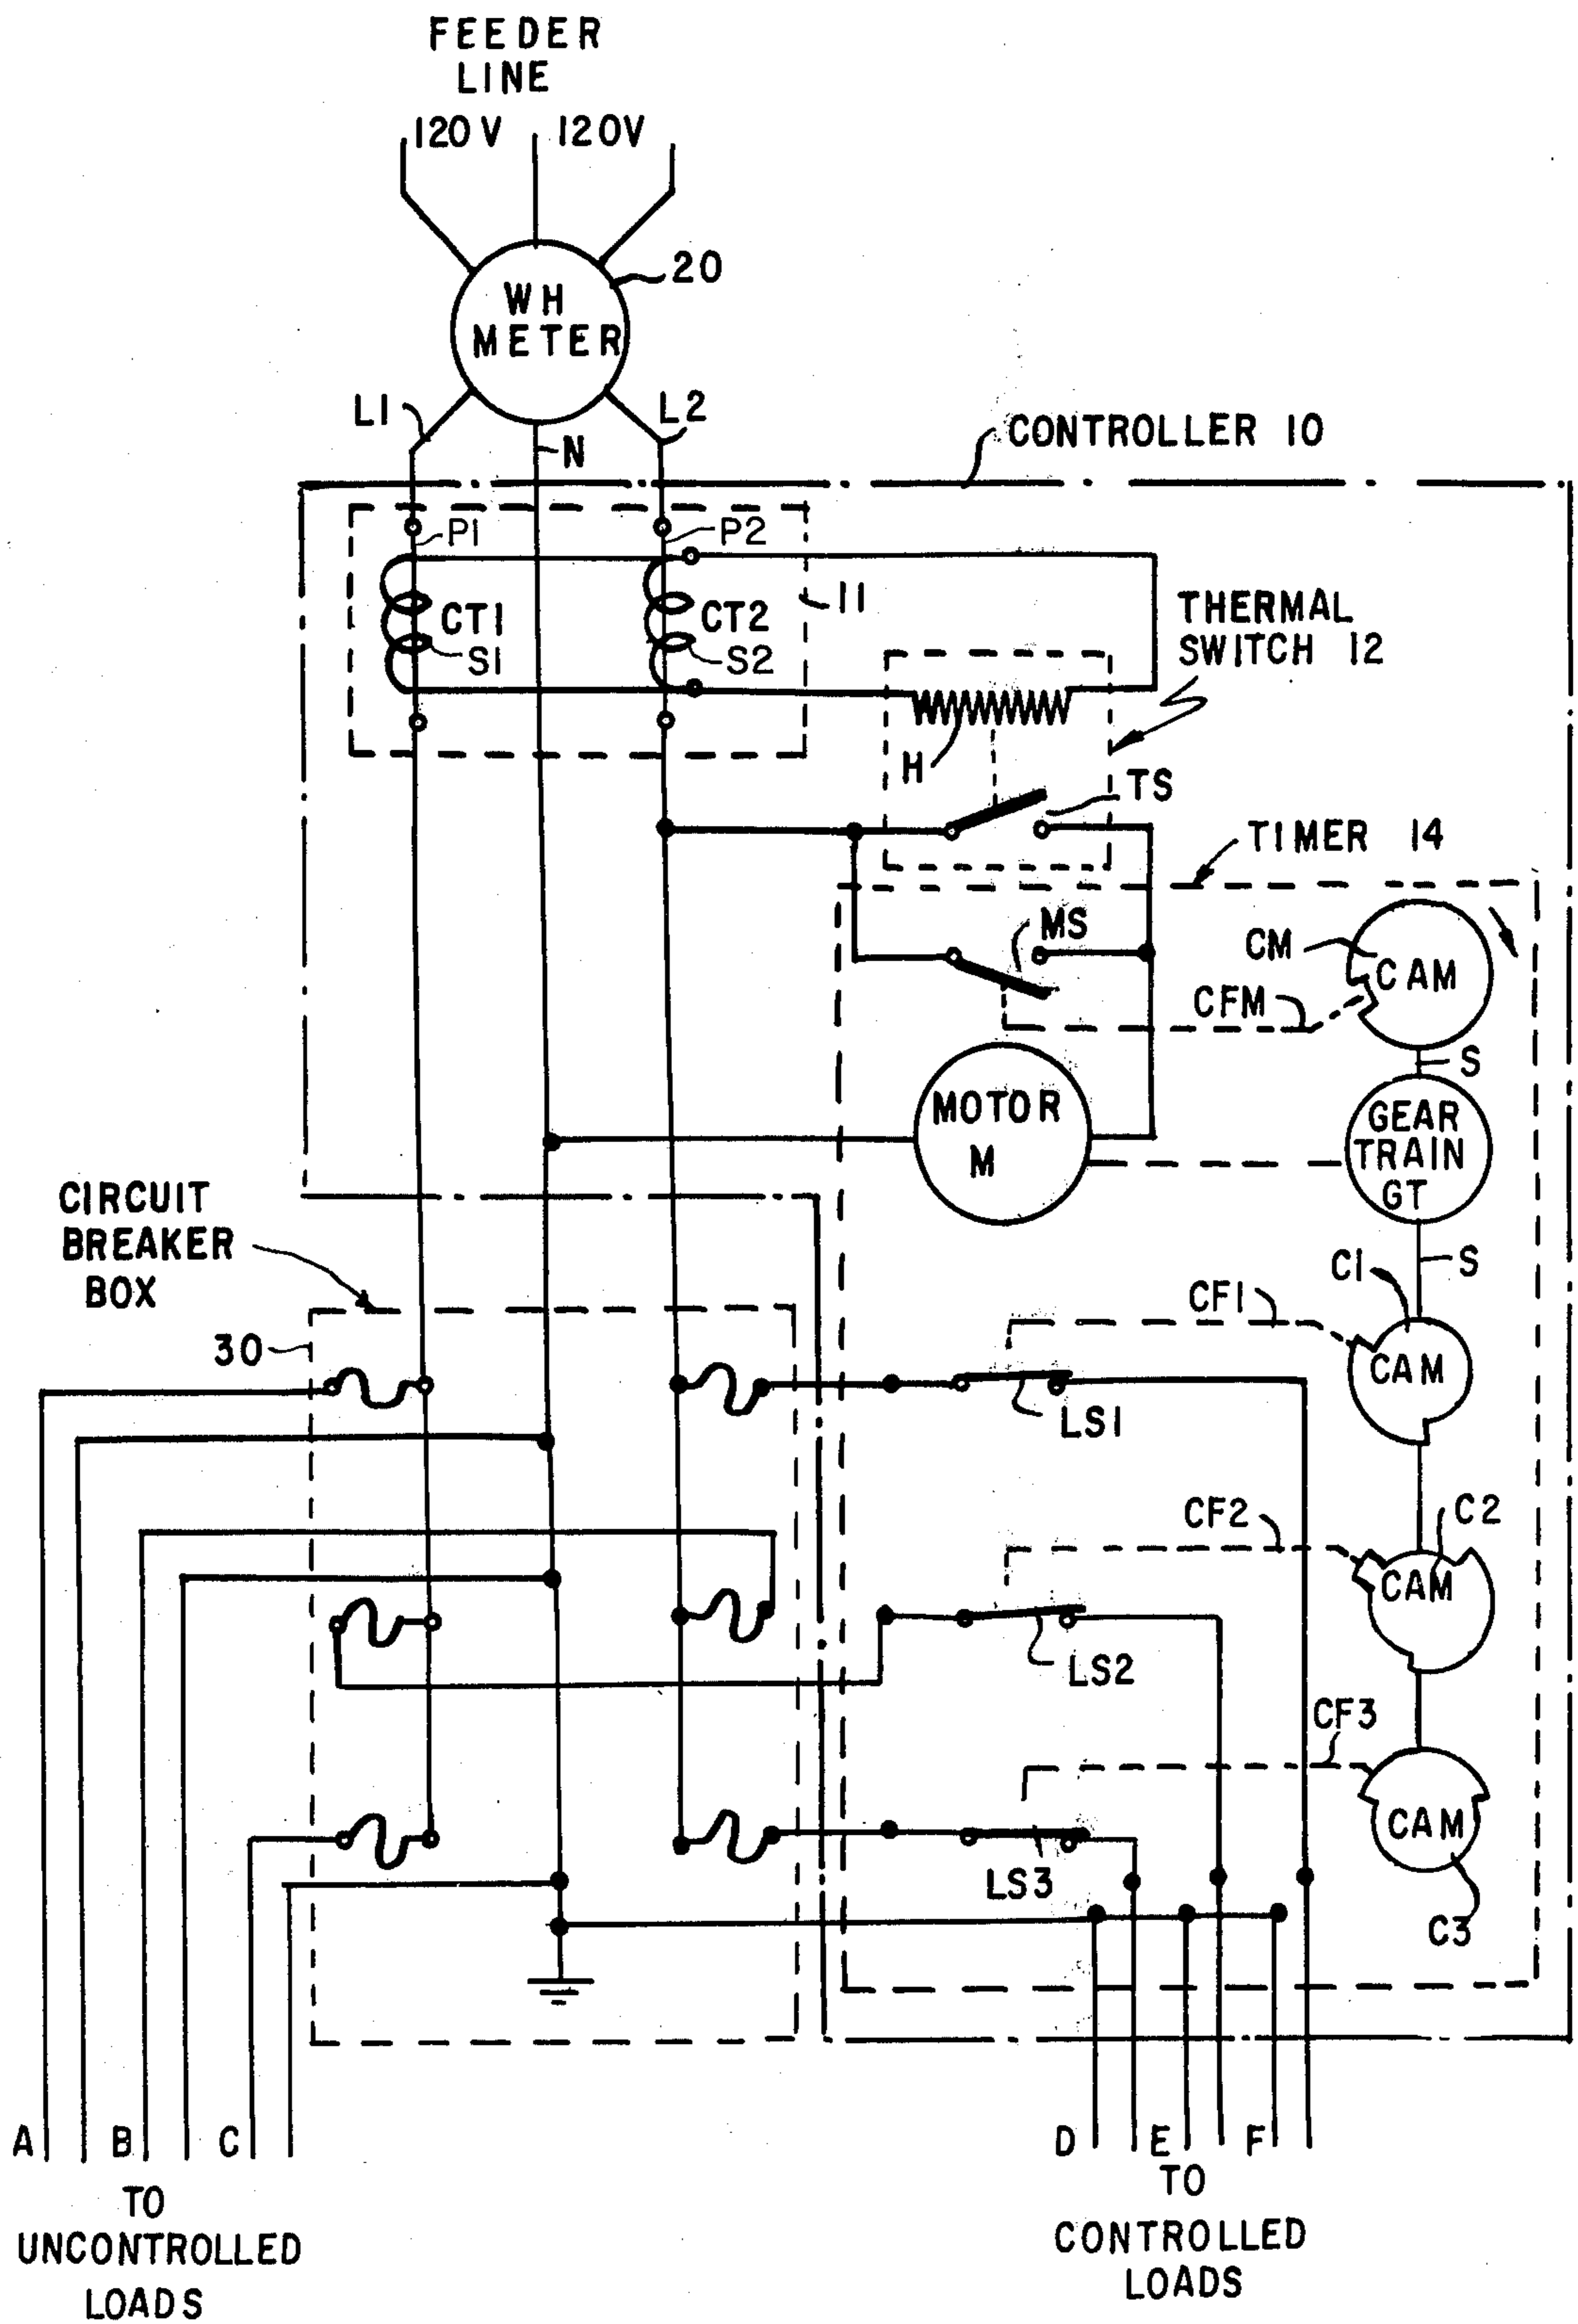 FEEDER
LINE
120V 120V
20
WH
METER
L1
L2
N
CONTROLLER 10
P1
P2
11
CT1
CT2
S1
S2
THERMAL
SWITCH 12
H
TS
TIMER 14
MS
CM
CAM
CFM
S
MOTOR
M
GEAR
TRAIN
GT
CIRCUIT
BREAKER
BOX
S
C1
CF1
30
CAM
LS1
CF2
C2
CAM
LS2
CF3
CAM
LS3
C3
A B C
D E F
TO
UNCONTROLLED
LOADS
TO
CONTROLLED
LOADS